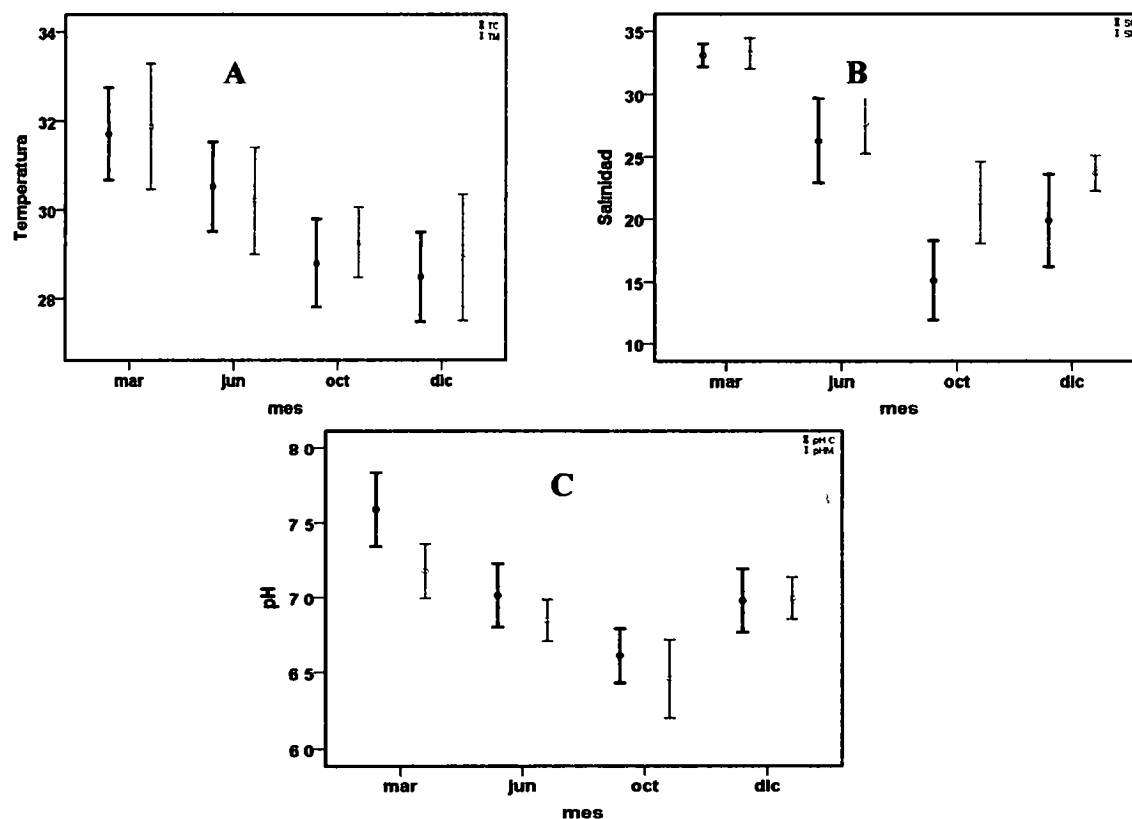 TC
TM
A
Temperatura
34
32
30
28
mar
jun
oct
dic
mes
B
Salinidad
35
30
25
20
15
10
mar
jun
oct
dic
mes
pH C
pHM
C
pH
8 0
7 5
7 0
6 5
6 0
mar
jun
oct
dic
mes